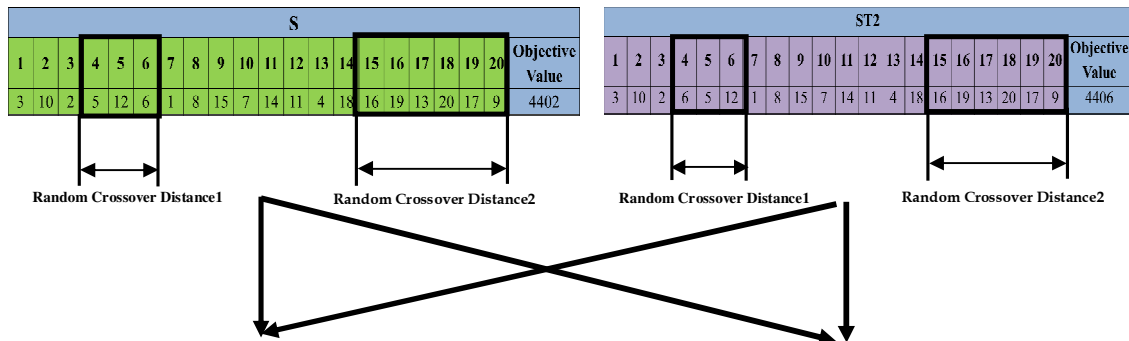 S
1 2 3 4 5 6 7 8 9 10 11 12 13 14 15 16 17 18 19 20 Objective Value
3 10 2 5 12 6 1 8 15 7 14 11 4 18 16 19 13 20 17 9 4402
Random Crossover Distance1
Random Crossover Distance2
ST2
1 2 3 4 5 6 7 8 9 10 11 12 13 14 15 16 17 18 19 20 Objective Value
3 10 2 6 5 12 1 8 15 7 14 11 4 18 16 19 13 20 17 9 4406
Random Crossover Distance1
Random Crossover Distance2